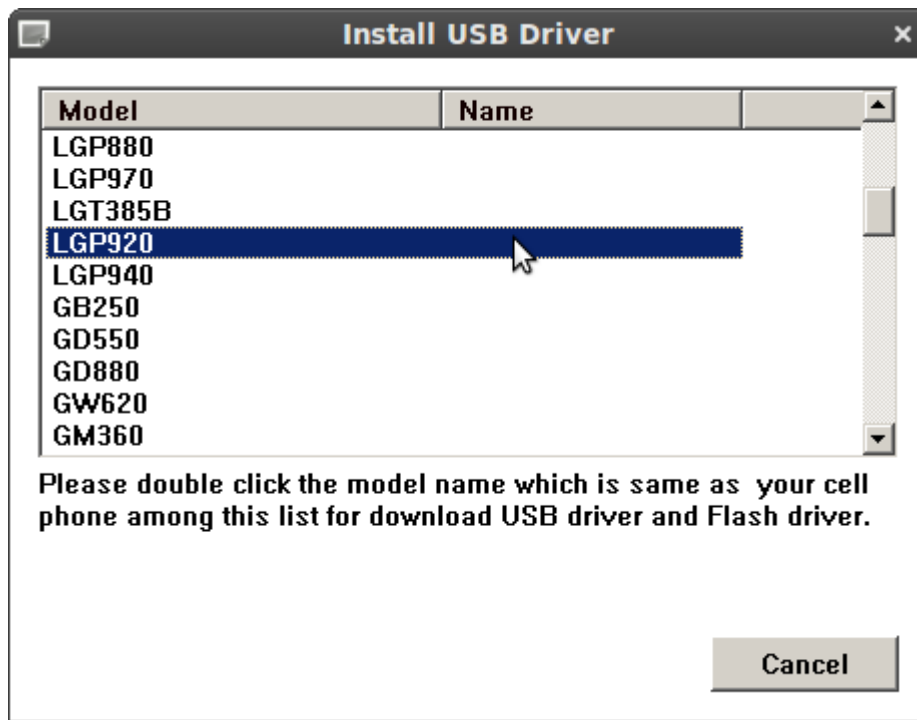 Install USB Driver
Model Name
LGP880
LGP970
LGT385B
LGP920
LGP940
GB250
GD550
GD880
GW620
GM360
Please double click the model name which is same as  your cell
phone among this list for download USB driver and Flash driver.
Cancel